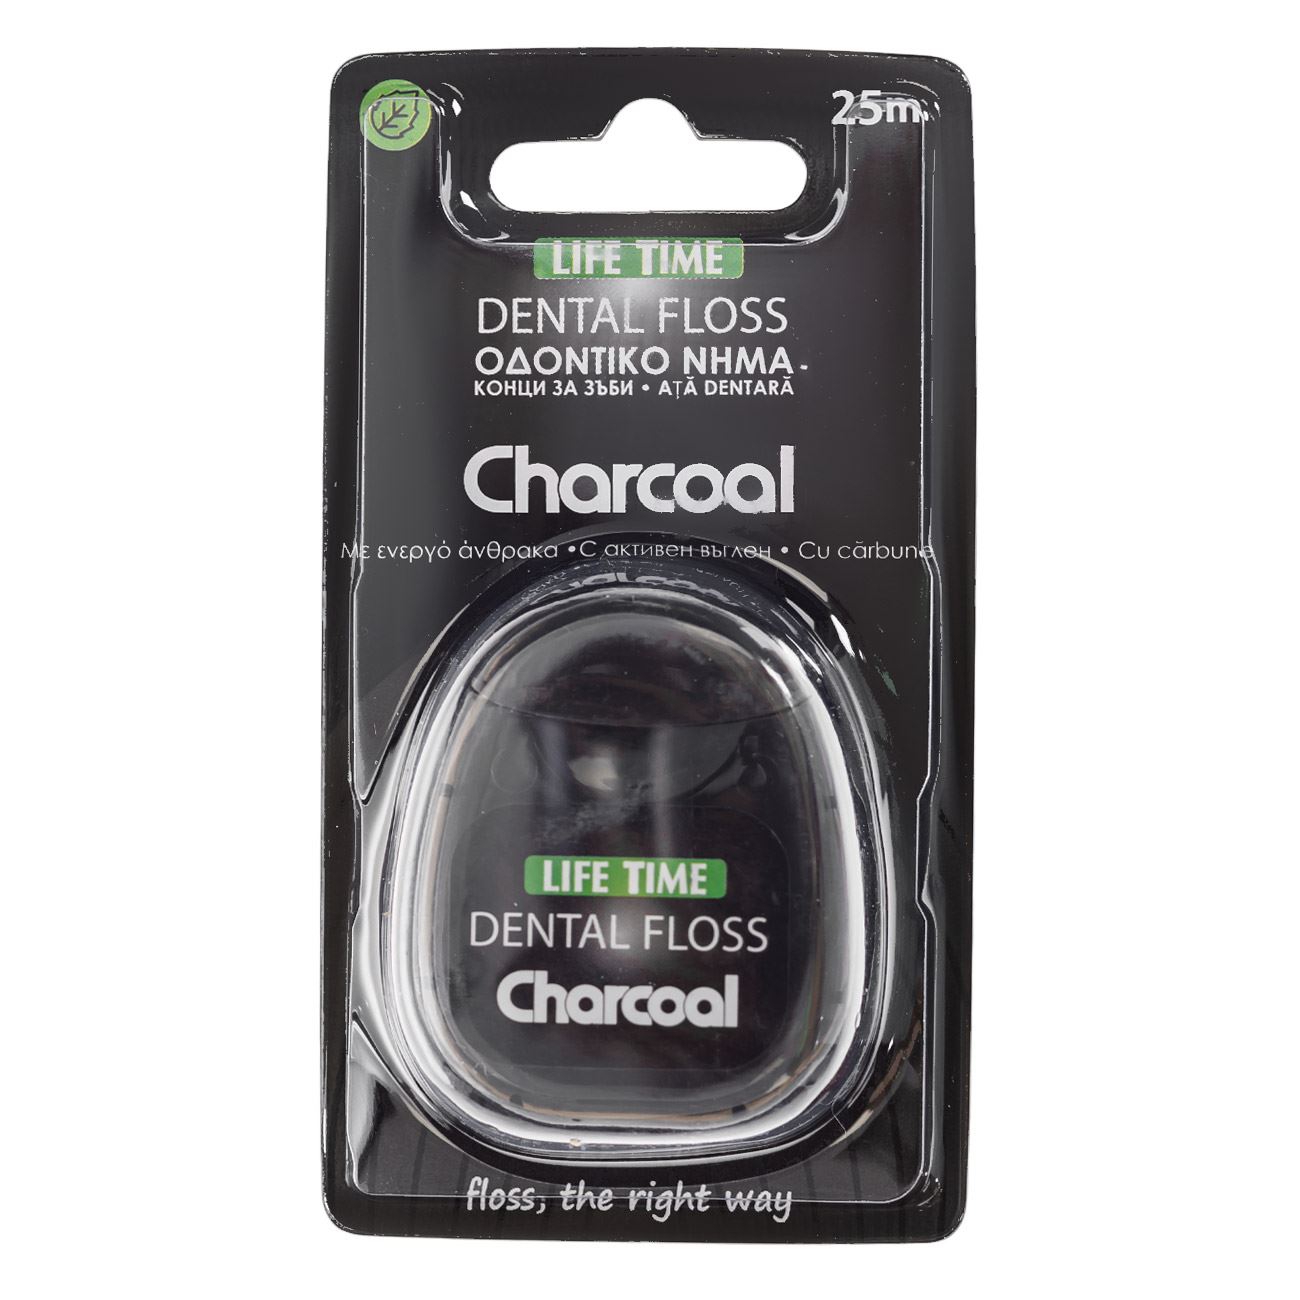 25m
LIFE TIME
DENTAL FLOSS
ΟΔΟΝΤΙΚΟ ΝΗΜΑ
КОНЦИ ЗА ЗЪБИ • AȚĂ DENTARĂ
Charcoal
Με ενεργό άνθρακα • С активен въглен • Cu cărbune
LIFE TIME
DENTAL FLOSS
Charcoal
floss, the right way